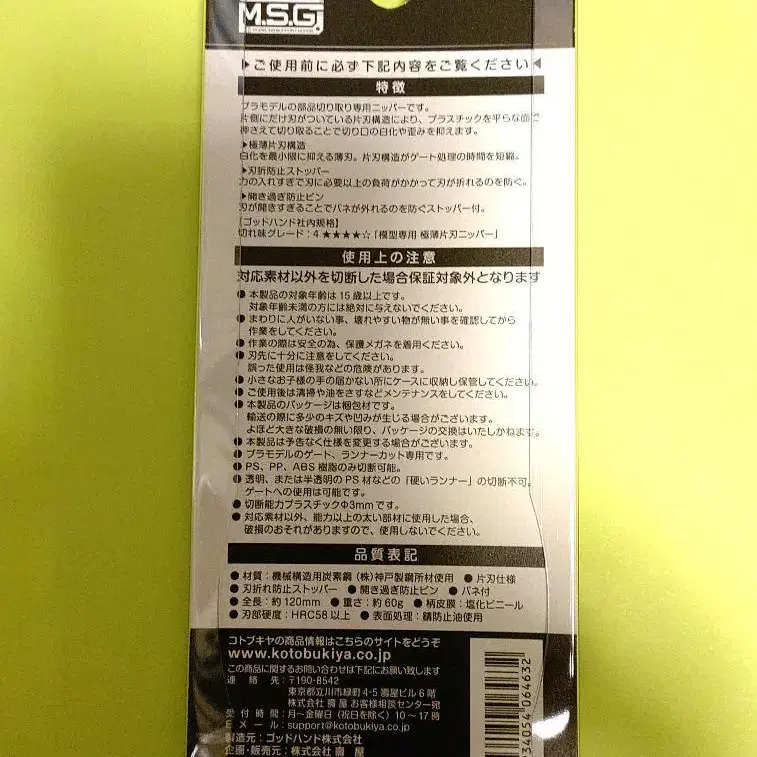 M.S.G
▶ご使用前に必ず下記内容をご覧ください◀
特徴
プラモデルの部品切り取り専用ニッパーです。
片側にだけ刃がついている片刃構造により、プラスチックを平らな面で
押さえて切り取ることで切り口の白化や歪みを抑えます。
▶極薄片刃構造
白化を最小限に抑える薄刃。片刃構造がゲート処理の時間を短縮。
▶刃折防止ストッパー
力の入れすぎで刃に必要以上の負荷がかかって刃が折れるのを防ぐ。
▶開き過ぎ防止ピン
刃が開きすぎることでバネが外れるのを防ぐストッパー付。
【ゴッドハンド社内規格】
切れ味グレード：4 ★★★★☆「模型専用 極薄片刃ニッパー」
使用上の注意
対応素材以外を切断した場合保証対象外となります
● 本製品の対象年齢は15歳以上です。
対象年齢未満の方には絶対に与えないでください。
● まわりに人がいない事、壊れやすい物が無い事を確認してから
作業をしてください。
● 作業の際は安全の為、保護メガネを着用ください。
● 刃先に十分に注意をしてください。
誤った使用は怪我などの危険があります。
● 小さなお子様の手の届かない所にケースに収納し保管してください。
● ご使用後は清掃や油をさすなどメンテナンスをしてください。
● 本製品のパッケージは梱包材です。
輸送の際に多少のキズや凹みが生じる場合がございます。
よほど大きな破損の無い限り、パッケージの交換はいたしかねます。
● 本製品は予告なく仕様を変更する場合がございます。
● プラモデルのゲート、ランナーカット専用です。
● PS、PP、ABS樹脂のみ切断可能。
● 透明、または半透明のPS材などの「硬いランナー」の切断不可。
ゲートへの使用は可能です。
● 切断能力プラスチックΦ3mmです。
● 対応素材以外、能力以上の太い部材に使用した場合、
破損のおそれがありますので、使用しないでください。
品質表記
● 材質：機械構造用炭素鋼（株）神戸製鋼所材使用 ● 片刃仕様
● 刃折れ防止ストッパー ● 開き過ぎ防止ピン ● バネ付
● 全長：約120mm ● 重さ：約60g ● 柄皮膜：塩化ビニール
● 刃部硬度：HRC58以上 ● 表面処理：錆防止油使用
コトブキヤの商品情報はこちらのサイトをどうぞ
www.kotobukiya.co.jp
この商品に関するお問い合わせは下記にお願い致します
連絡先：〒190-8542
東京都立川市緑町4-5 壽屋ビル6階
株式会社 壽屋 お客様相談センター宛
受付時間：月～金曜日（祝日を除く）10～17時
Eメール：support@kotobukiya.co.jp
製造元：ゴッドハンド株式会社
企画・販売元：株式会社 壽 屋
934054 064632